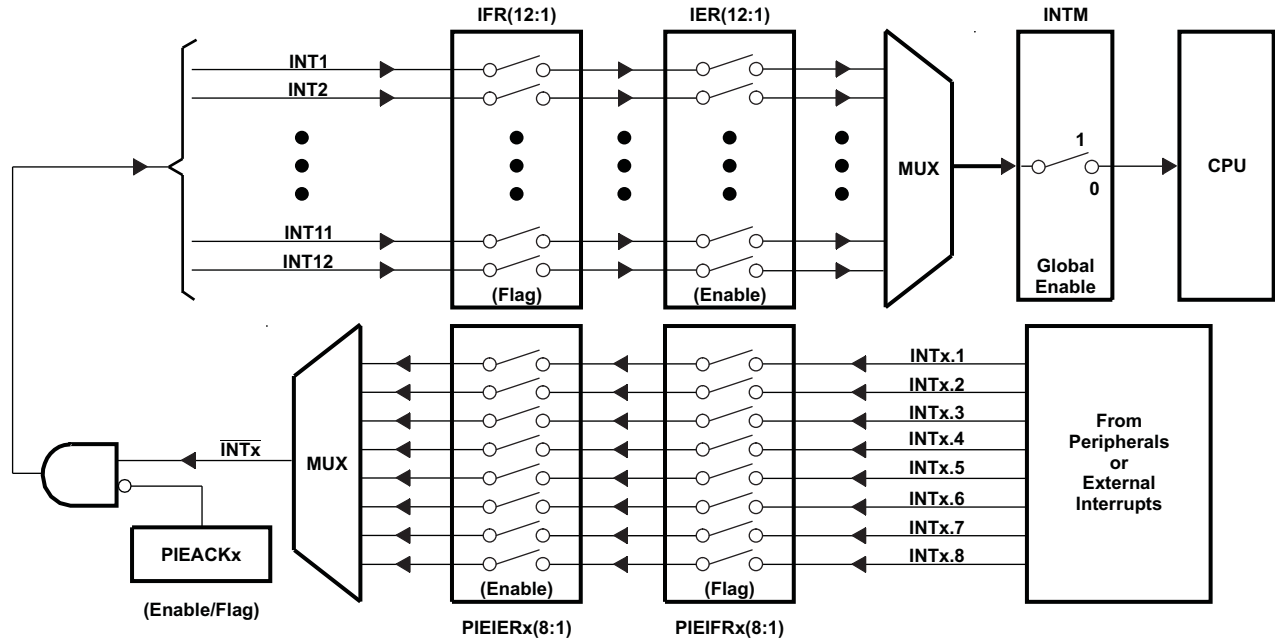 IFR(12:1)
IER(12:1)
INTM
INT1
INT2
INT11
INT12
(Flag)
(Enable)
MUX
1
0
Global
Enable
CPU
INTx.1
INTx.2
INTx.3
INTx.4
INTx.5
INTx.6
INTx.7
INTx.8
From
Peripherals
or
External
Interrupts
MUX
INTx
PIEACKx
(Enable/Flag)
(Enable)
(Flag)
PIEIERx(8:1)
PIEIFRx(8:1)